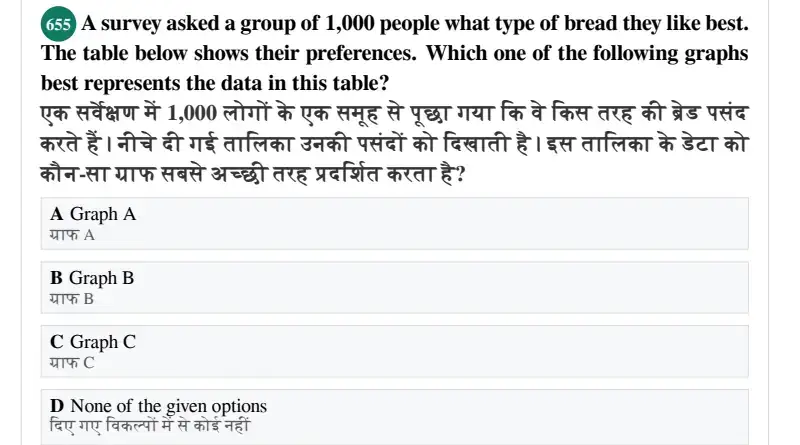 655 A survey asked a group of 1,000 people what type of bread they like best.
The table below shows their preferences. Which one of the following graphs
best represents the data in this table?
एक सर्वेक्षण में 1,000 लोगों के एक समूह से पूछा गया कि वे किस तरह की ब्रेड पसंद
करते हैं। नीचे दी गई तालिका उनकी पसंदों को दिखाती है। इस तालिका के डेटा को
कौन-सा ग्राफ सबसे अच्छी तरह प्रदर्शित करता है?
A Graph A
ग्राफ A
B Graph B
ग्राफ B
C Graph C
ग्राफ C
D None of the given options
दिए गए विकल्पों में से कोई नहीं